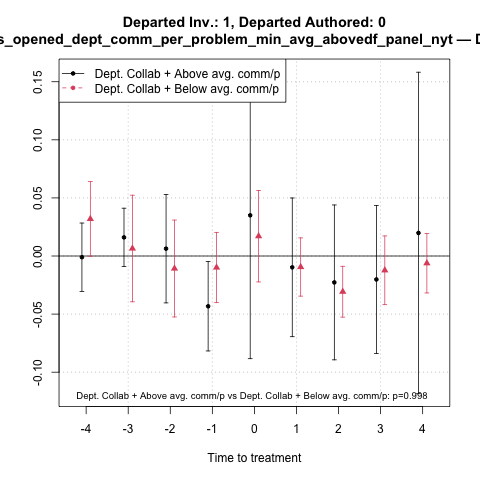 Departed Inv.: 1, Departed Authored: 0
s_opened_dept_comm_per_problem_min_avg_abovedf_panel_nyt — D
Dept. Collab + Above avg. comm/p
Dept. Collab + Below avg. comm/p
0.15
0.10
0.05
0.00
-0.05
-0.10
Dept. Collab + Above avg. comm/p vs Dept. Collab + Below avg. comm/p: p=0.998
-4 -3 -2 -1 0 1 2 3 4
Time to treatment